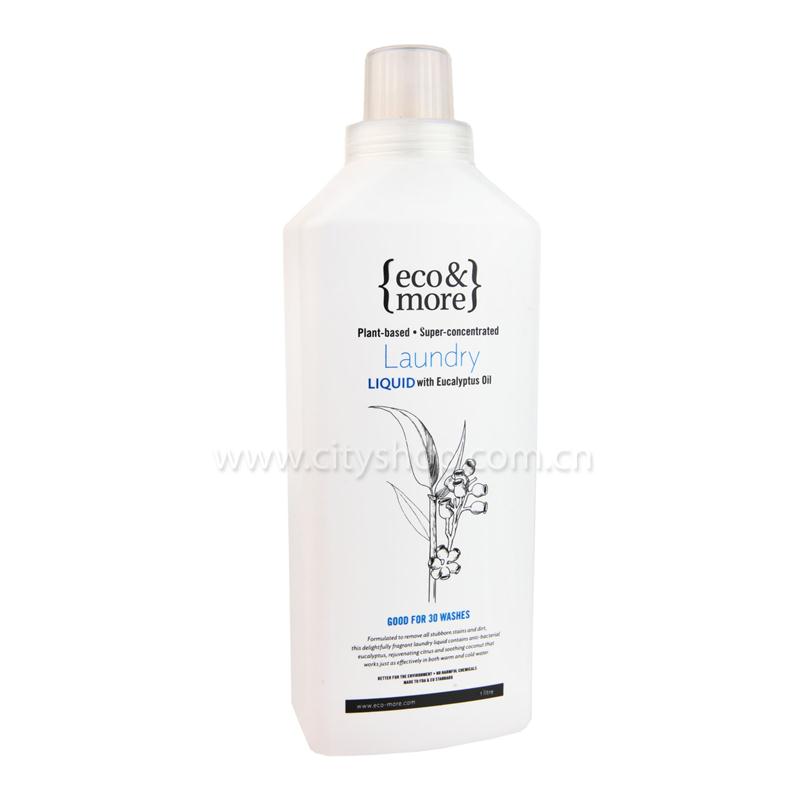 {eco&
more}
Plant-based • Super-concentrated
Laundry
LIQUID with Eucalyptus Oil
www.cityshop.com.cn
GOOD FOR 30 WASHES
Formulated to remove all stubborn stains and dirt,
this delightfully fragrant laundry liquid contains anti-bacterial
eucalyptus, rejuvenating citrus and soothing coconut that
works just as effectively in both warm and cold water
BETTER FOR THE ENVIRONMENT • NO HARMFUL CHEMICALS
MADE TO FDA & EU STANDARD
www.eco-more.com 1 litre